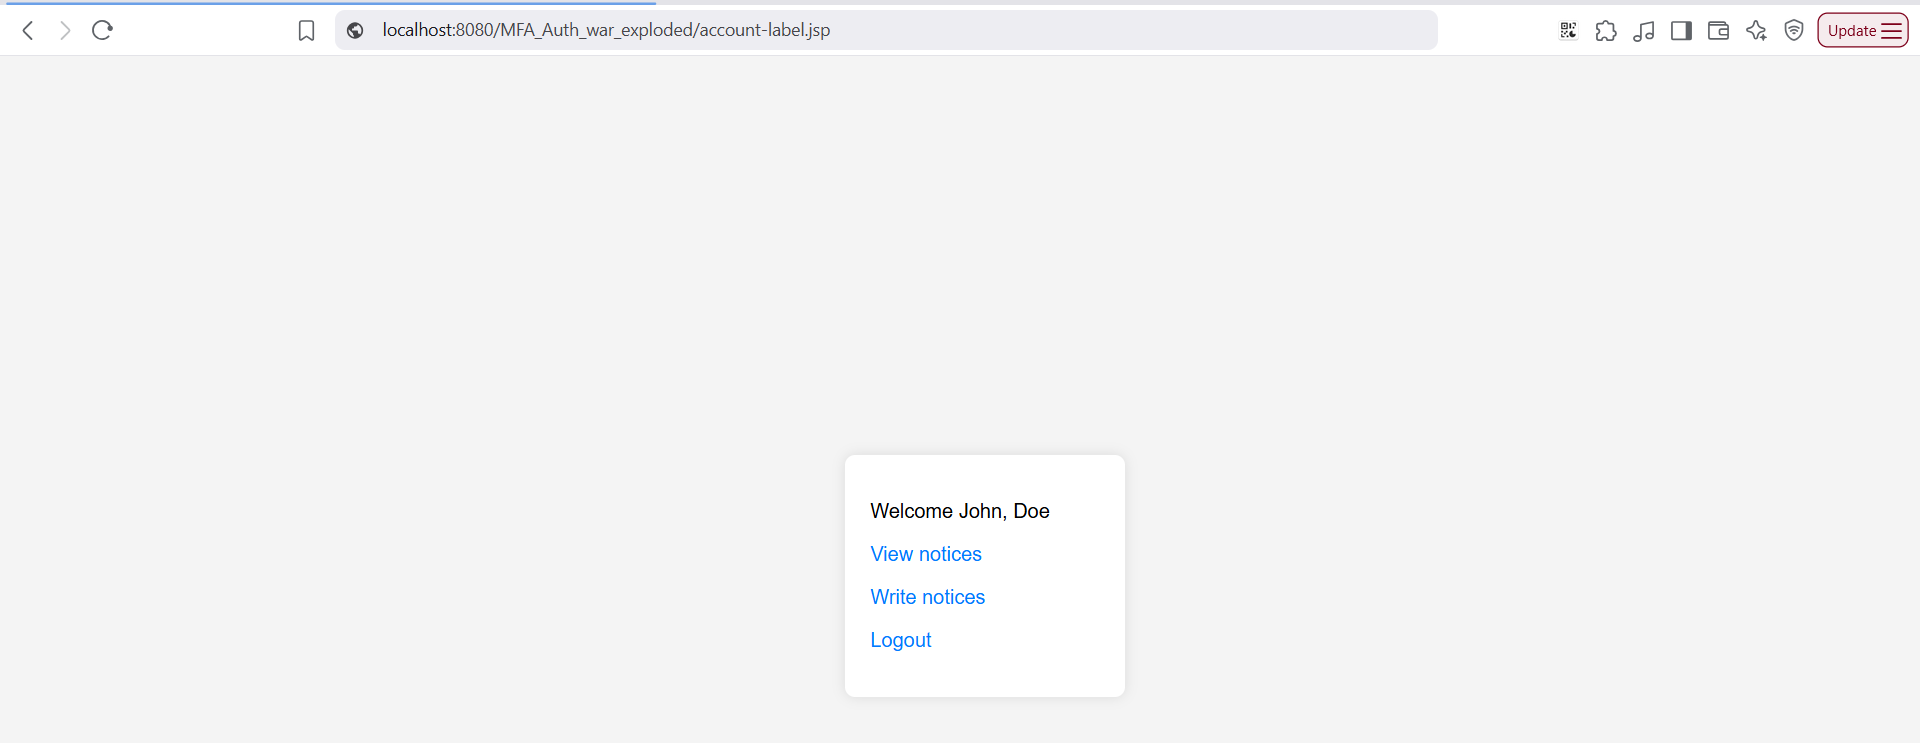 localhost:8080/MFA_Auth_war_exploded/account-label.jsp
Update
Welcome John, Doe
View notices
Write notices
Logout